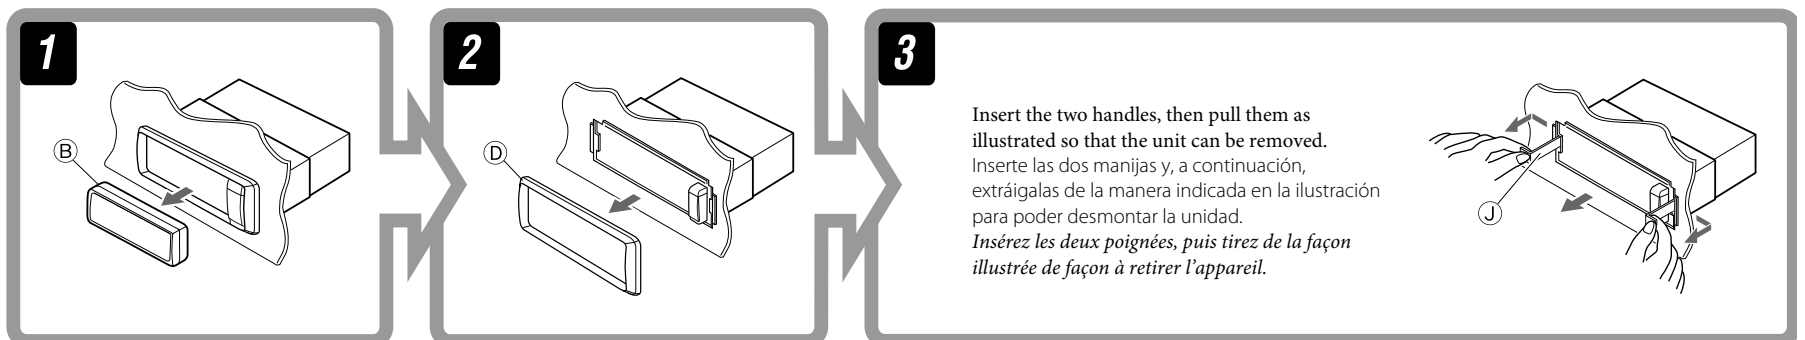 1
B
2
D
3
Insert the two handles, then pull them as
illustrated so that the unit can be removed.
Inserte las dos manijas y, a continuación,
extráigalas de la manera indicada en la ilustración
para poder desmontar la unidad.
Insérez les deux poignées, puis tirez de la façon
illustrée de façon à retirer l’appareil.
J